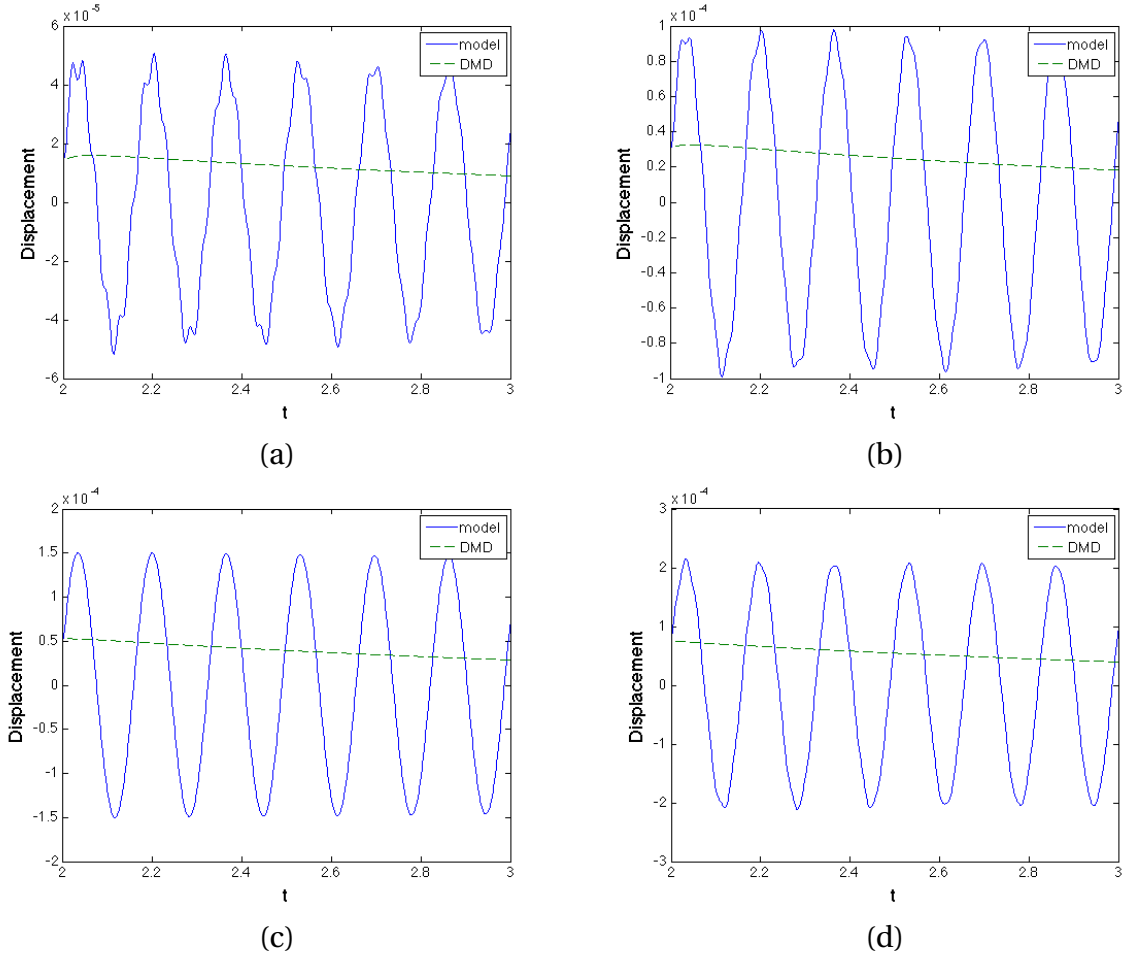 x 10⁻⁵
6
4
2
0
-2
-4
-6
2 2.2 2.4 2.6 2.8 3
Displacement
t
model
DMD
(a)
x 10⁻⁴
1
0.8
0.6
0.4
0.2
0
-0.2
-0.4
-0.6
-0.8
-1
2 2.2 2.4 2.6 2.8 3
Displacement
t
model
DMD
(b)
x 10⁻⁴
2
1.5
1
0.5
0
-0.5
-1
-1.5
-2
2 2.2 2.4 2.6 2.8 3
Displacement
t
model
DMD
(c)
x 10⁻⁴
3
2
1
0
-1
-2
-3
2 2.2 2.4 2.6 2.8 3
Displacement
t
model
DMD
(d)